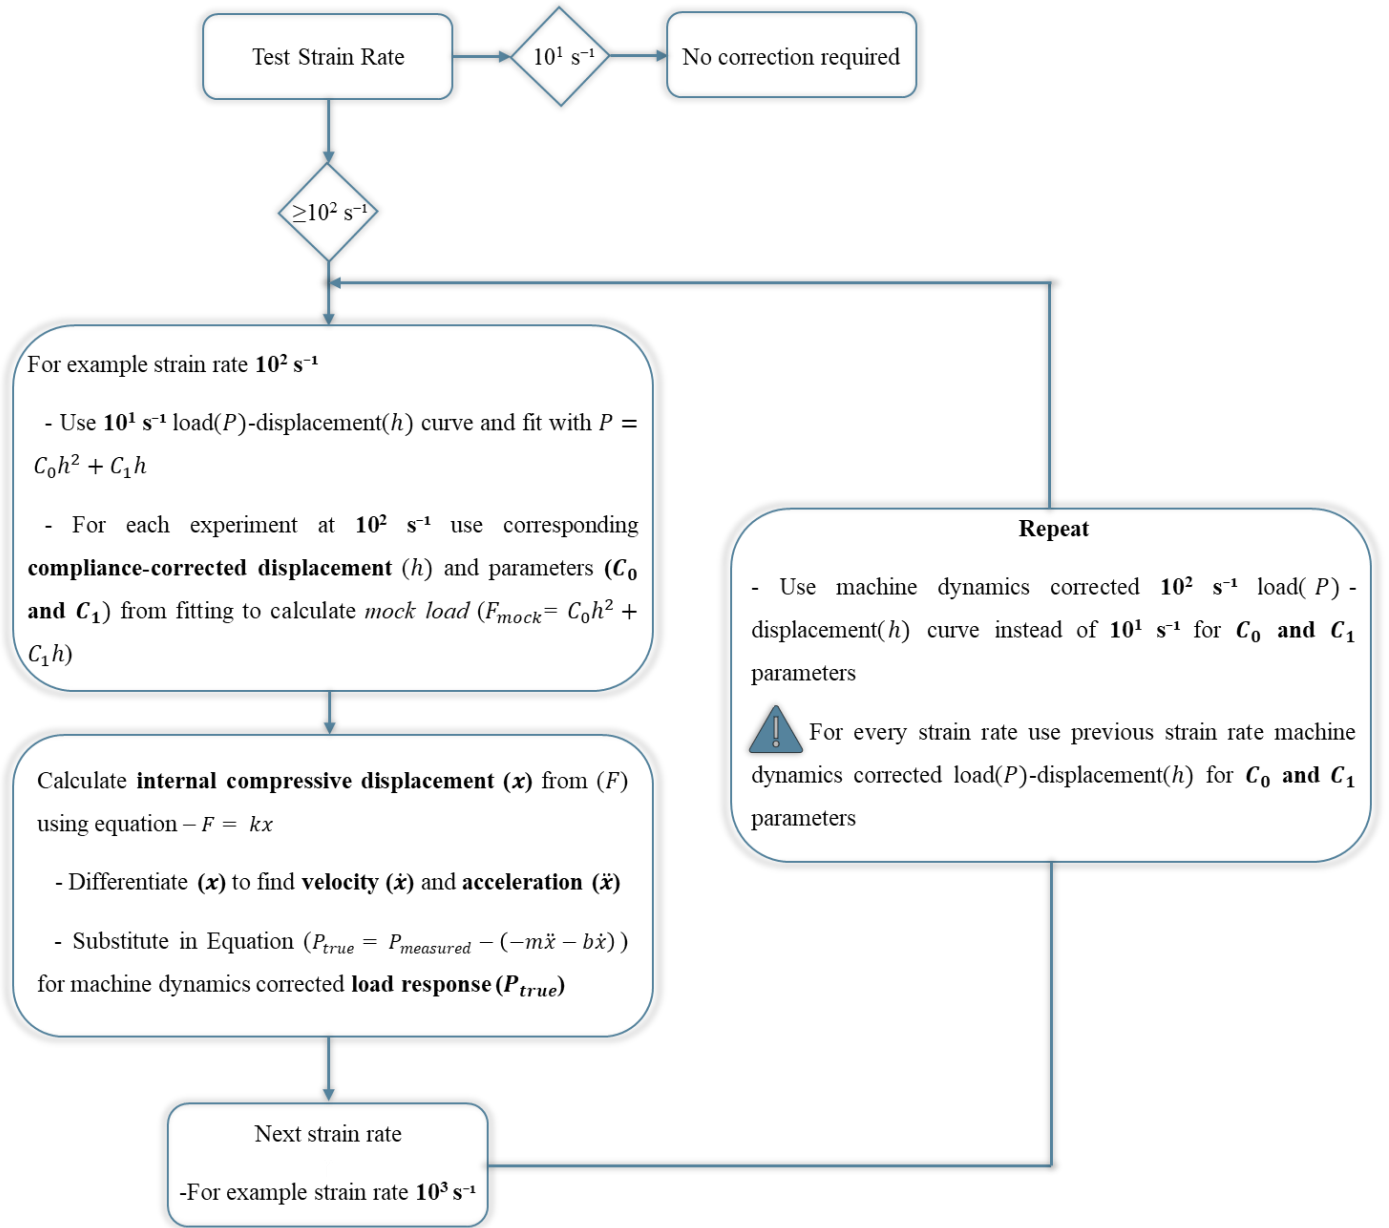 Test Strain Rate
10¹ s⁻¹
No correction required
≥10² s⁻¹
For example strain rate 10² s⁻¹
- Use 10¹ s⁻¹ load(P)-displacement(h) curve and fit with P =
C₀h² + C₁h
- For each experiment at 10² s⁻¹ use corresponding
compliance-corrected displacement (h) and parameters (C₀
and C₁) from fitting to calculate mock load (Fₘₒcₖ= C₀h² +
C₁h)
Calculate internal compressive displacement (x) from (F)
using equation – F = kx
- Differentiate (x) to find velocity (ẋ) and acceleration (ẍ)
- Substitute in Equation (P_true = P_measured − (−mẍ − bẋ) )
for machine dynamics corrected load response (P_true)
Next strain rate
-For example strain rate 10³ s⁻¹
Repeat
- Use machine dynamics corrected 10² s⁻¹ load( P) -
displacement(h) curve instead of 10¹ s⁻¹ for C₀ and C₁
parameters
! For every strain rate use previous strain rate machine
dynamics corrected load(P)-displacement(h) for C₀ and C₁
parameters